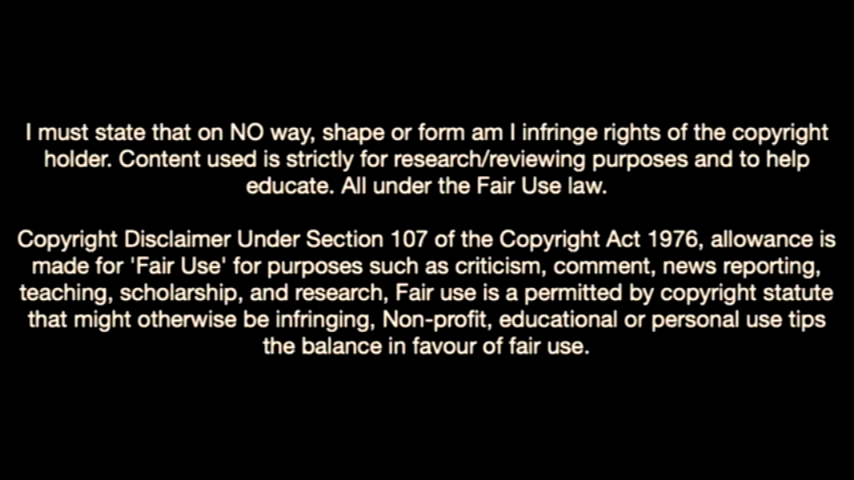 I must state that on NO way, shape or form am I infringe rights of the copyright
holder. Content used is strictly for research/reviewing purposes and to help
educate. All under the Fair Use law.
Copyright Disclaimer Under Section 107 of the Copyright Act 1976, allowance is
made for 'Fair Use' for purposes such as criticism, comment, news reporting,
teaching, scholarship, and research, Fair use is a permitted by copyright statute
that might otherwise be infringing, Non-profit, educational or personal use tips
the balance in favour of fair use.